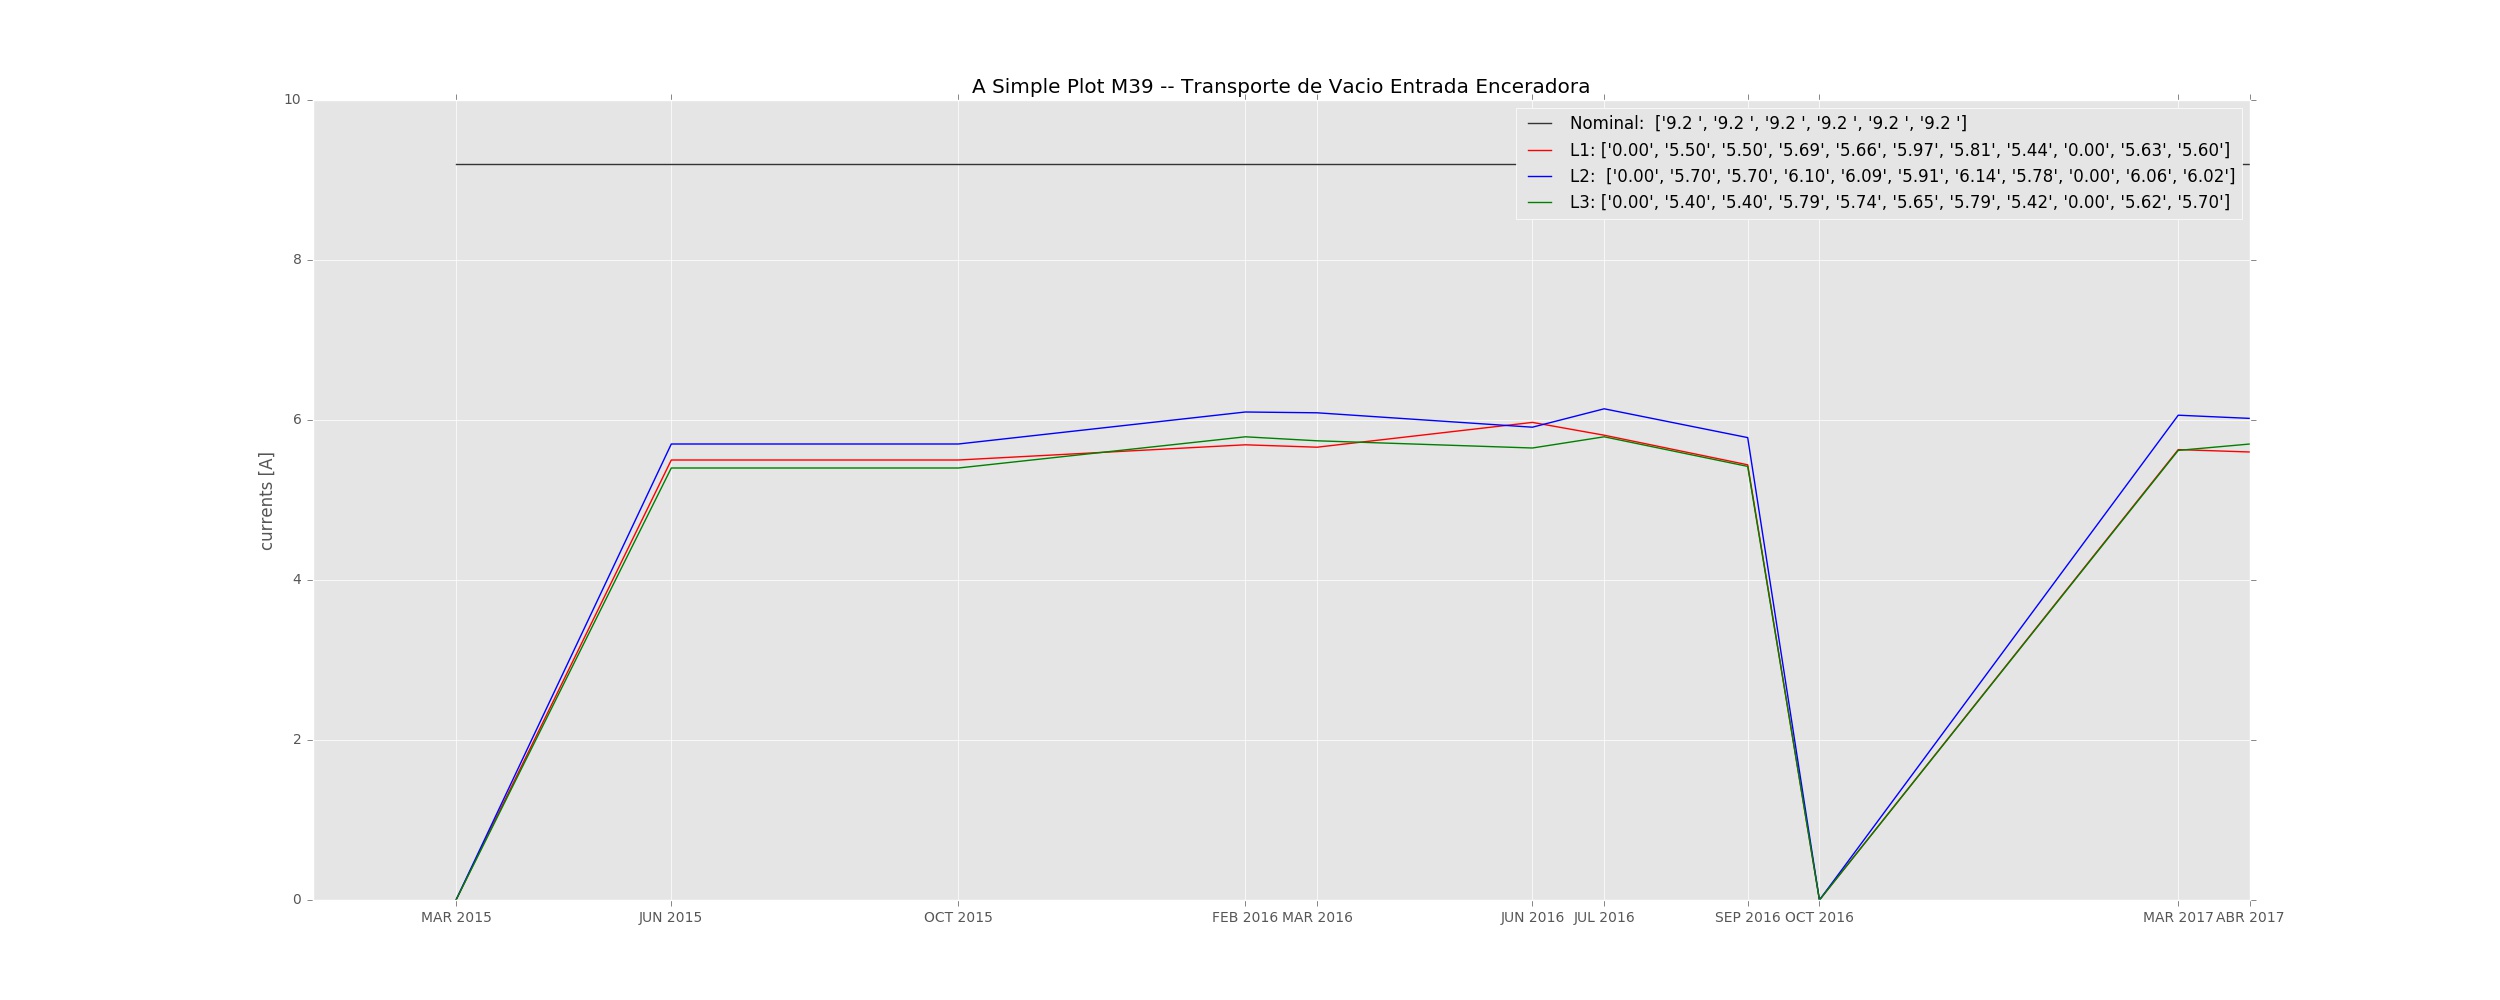 A Simple Plot M39 -- Transporte de Vacio Entrada Enceradora
10
Nominal:  ['9.2 ', '9.2 ', '9.2 ', '9.2 ', '9.2 ', '9.2 ']
L1: ['0.00', '5.50', '5.50', '5.69', '5.66', '5.97', '5.81', '5.44', '0.00', '5.63', '5.60']
L2:  ['0.00', '5.70', '5.70', '6.10', '6.09', '5.91', '6.14', '5.78', '0.00', '6.06', '6.02']
L3: ['0.00', '5.40', '5.40', '5.79', '5.74', '5.65', '5.79', '5.42', '0.00', '5.62', '5.70']
8
6
currents [A]
4
2
0
MAR 2015 JUN 2015 OCT 2015 FEB 2016 MAR 2016 JUN 2016 JUL 2016 SEP 2016 OCT 2016 MAR 2017 ABR 2017